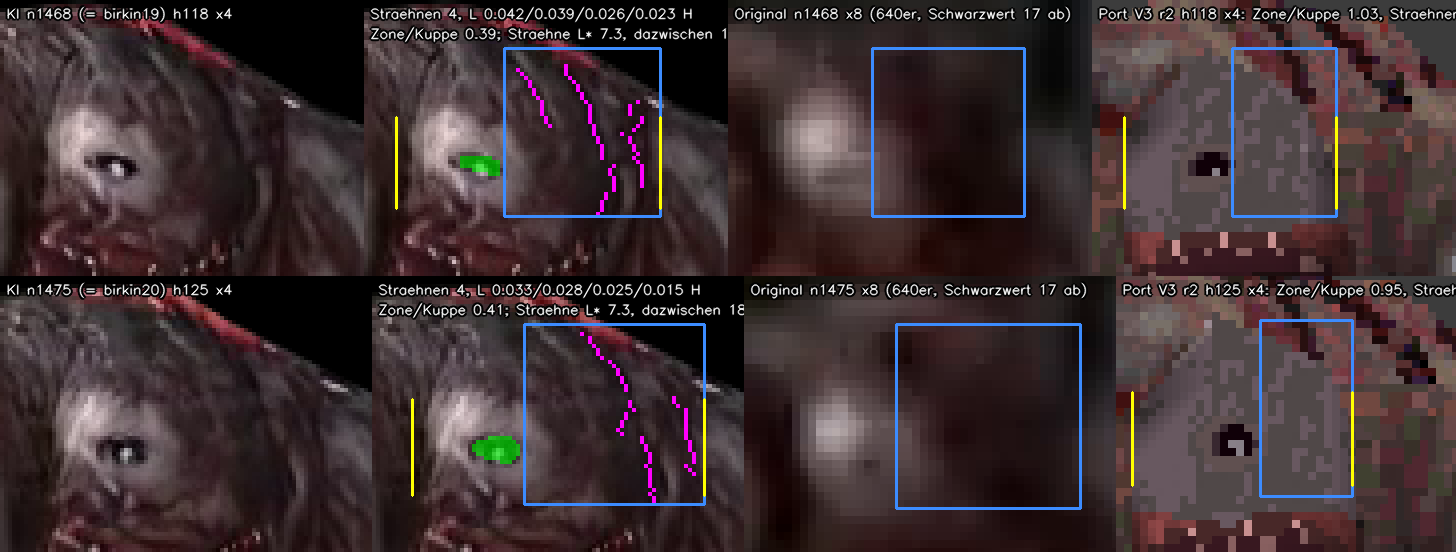 KI n1468 (= birkin19) h118 x4
Straehnen 4, L 0.042/0.039/0.026/0.023 H
Zone/Kuppe 0.39; Straehne L* 7.3, dazwischen 1
Original n1468 x8 (640er, Schwarzwert 17 ab)
Port V3 r2 h118 x4: Zone/Kuppe 1.03, Straehne
KI n1475 (= birkin20) h125 x4
Straehnen 4, L 0.033/0.028/0.025/0.015 H
Zone/Kuppe 0.41; Straehne L* 7.3, dazwischen 18
Original n1475 x8 (640er, Schwarzwert 17 ab)
Port V3 r2 h125 x4: Zone/Kuppe 0.95, Straeh